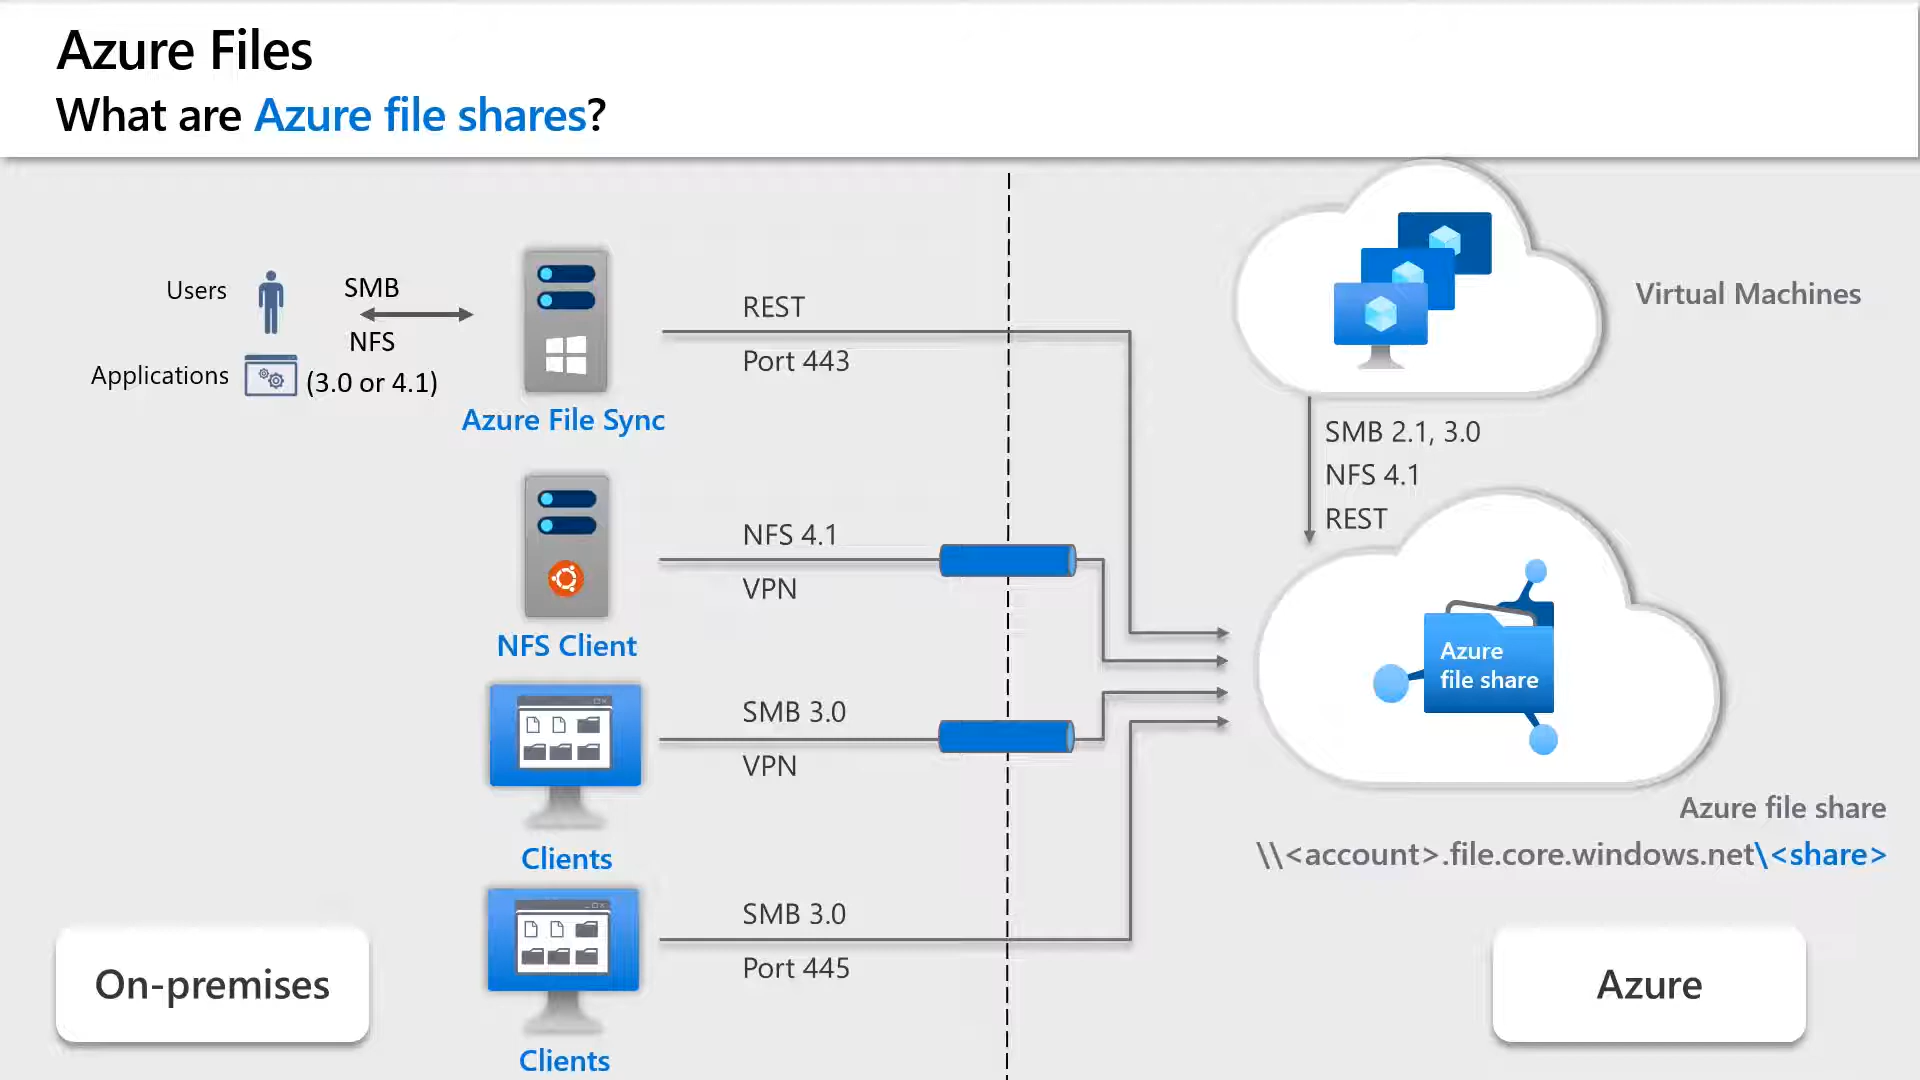 Azure Files
What are Azure file shares?
Users
Applications
SMB
NFS
(3.0 or 4.1)
Azure File Sync
REST
Port 443
Virtual Machines
SMB 2.1, 3.0
NFS 4.1
REST
NFS Client
NFS 4.1
VPN
Azure
file share
Clients
SMB 3.0
VPN
Azure file share
\\<account>.file.core.windows.net\<share>
Clients
SMB 3.0
Port 445
On-premises
Azure